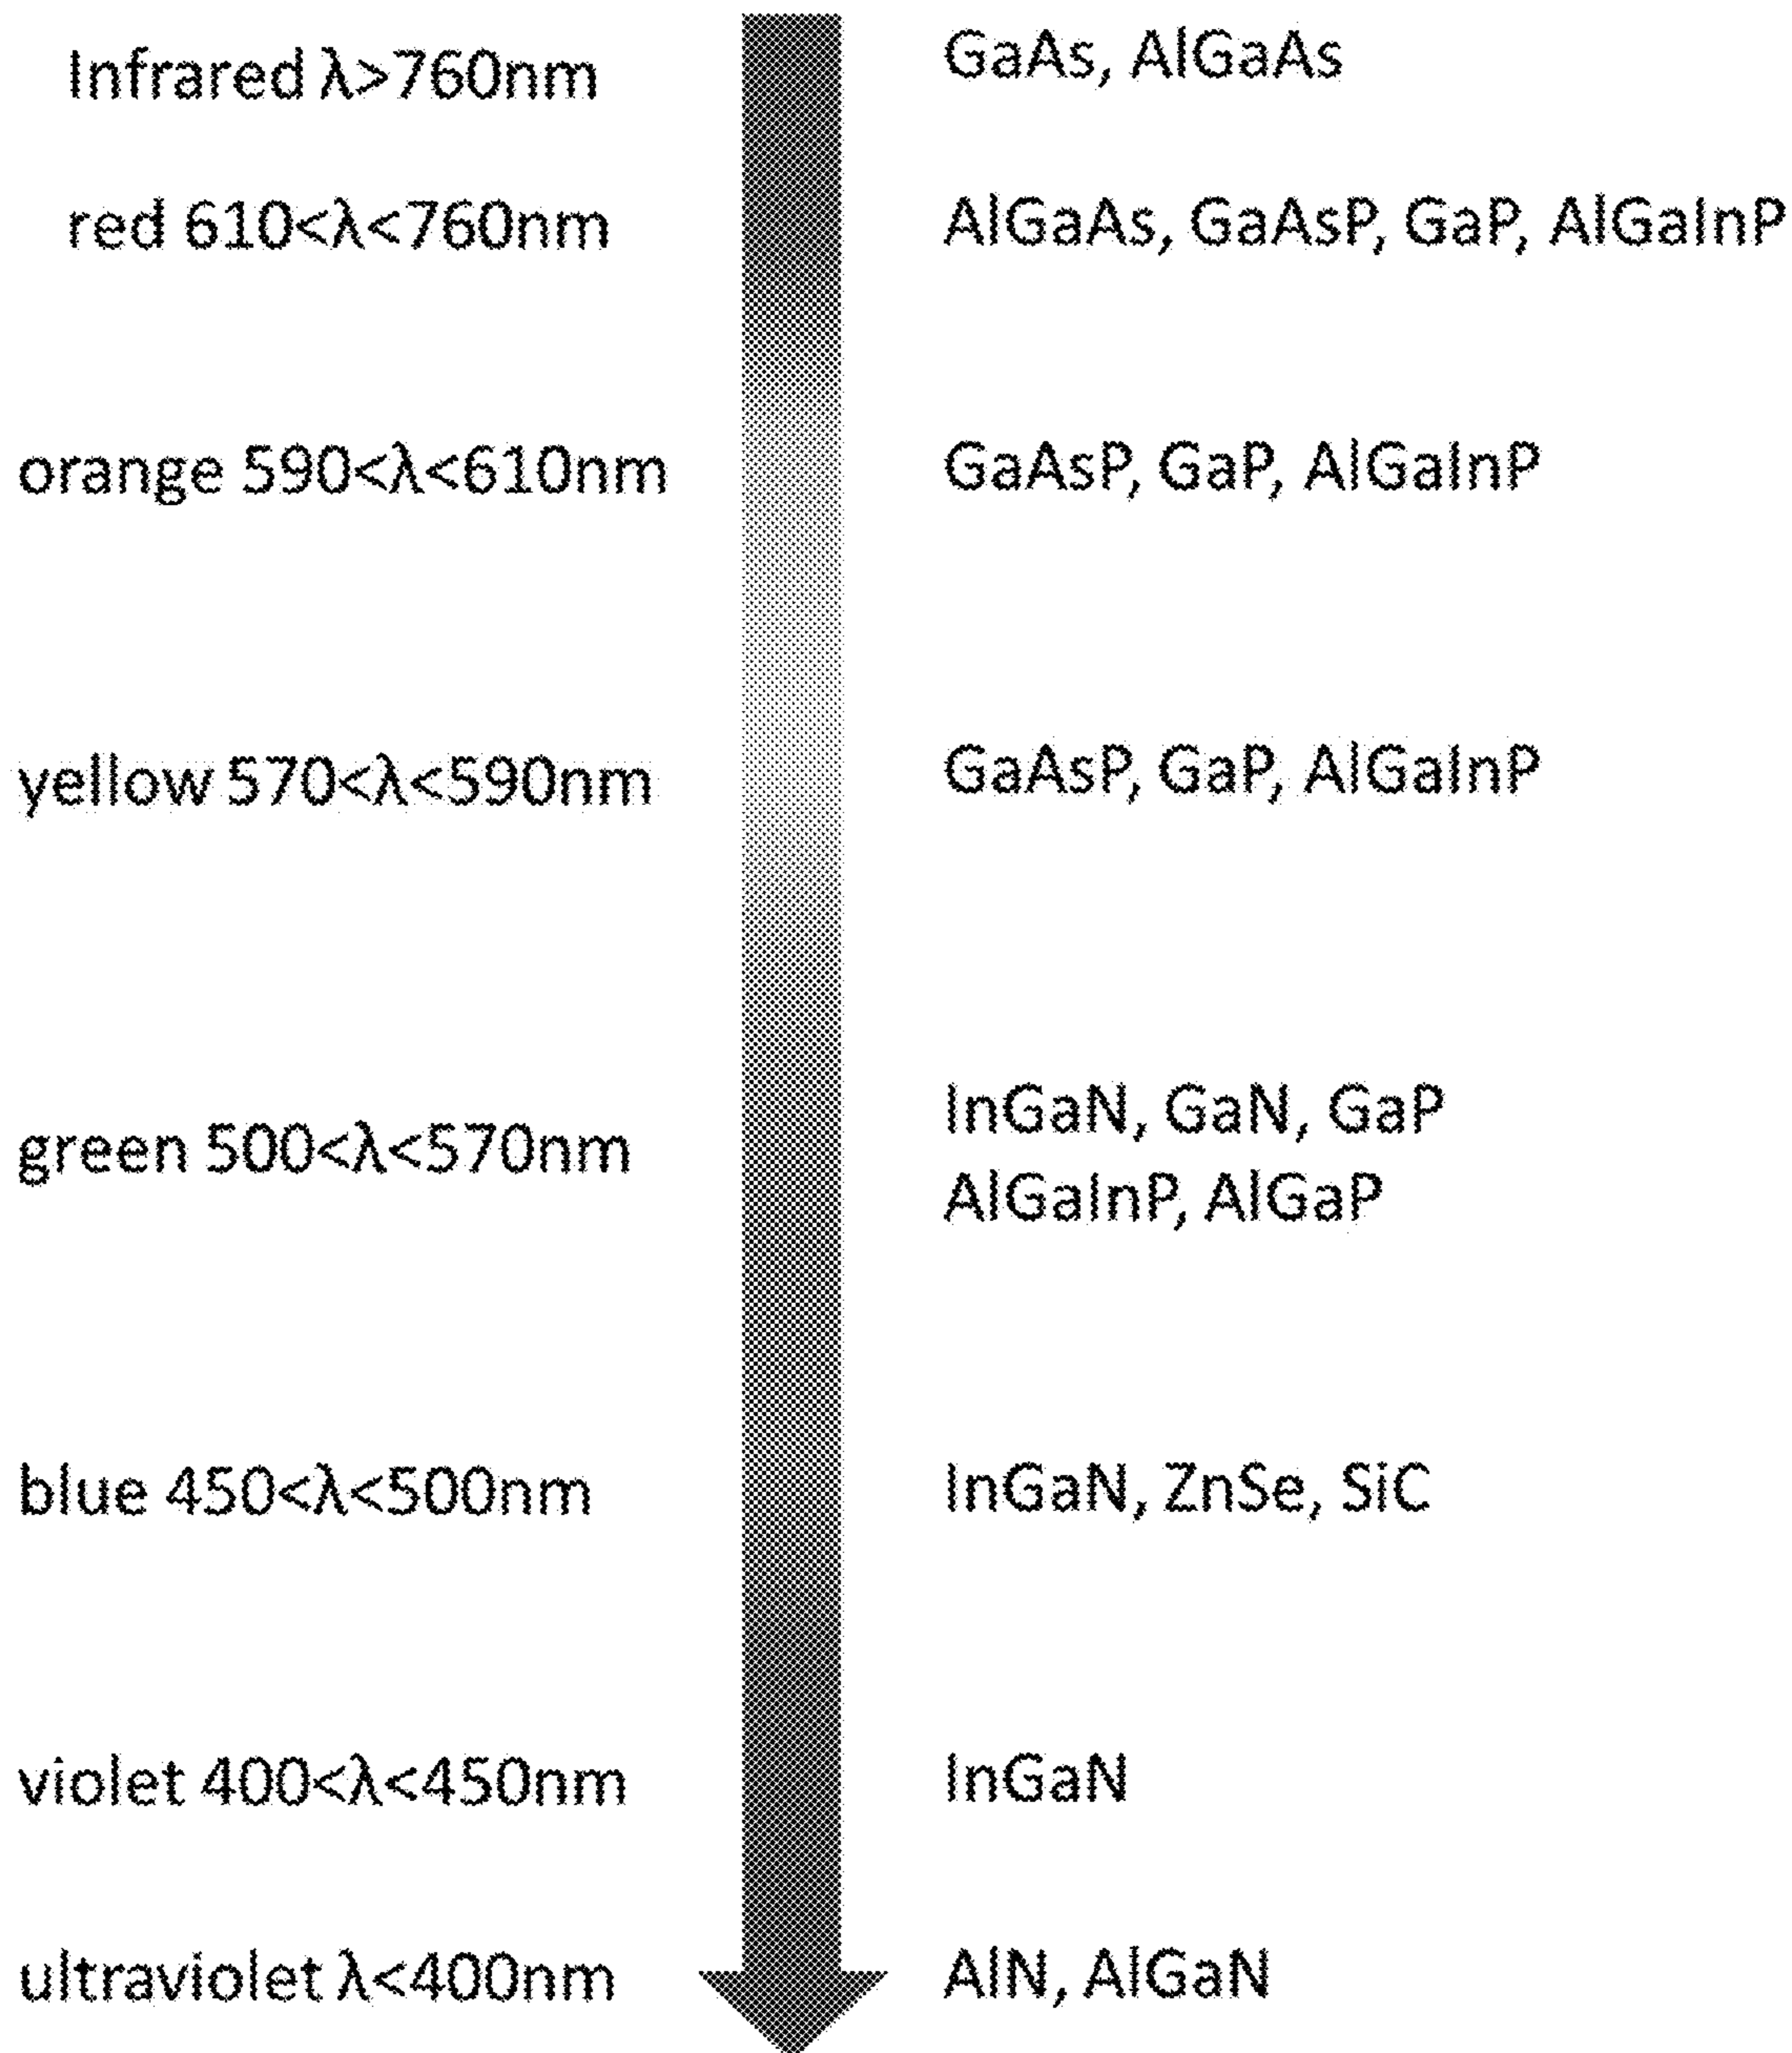 Infrared λ>760nm
GaAs, AlGaAs
red 610<λ<760nm
AlGaAs, GaAsP, GaP, AlGaInP
orange 590<λ<610nm
GaAsP, GaP, AlGaInP
yellow 570<λ<590nm
GaAsP, GaP, AlGaInP
green 500<λ<570nm
InGaN, GaN, GaP
AlGaInP, AlGaP
blue 450<λ<500nm
InGaN, ZnSe, SiC
violet 400<λ<450nm
InGaN
ultraviolet λ<400nm
AlN, AlGaN